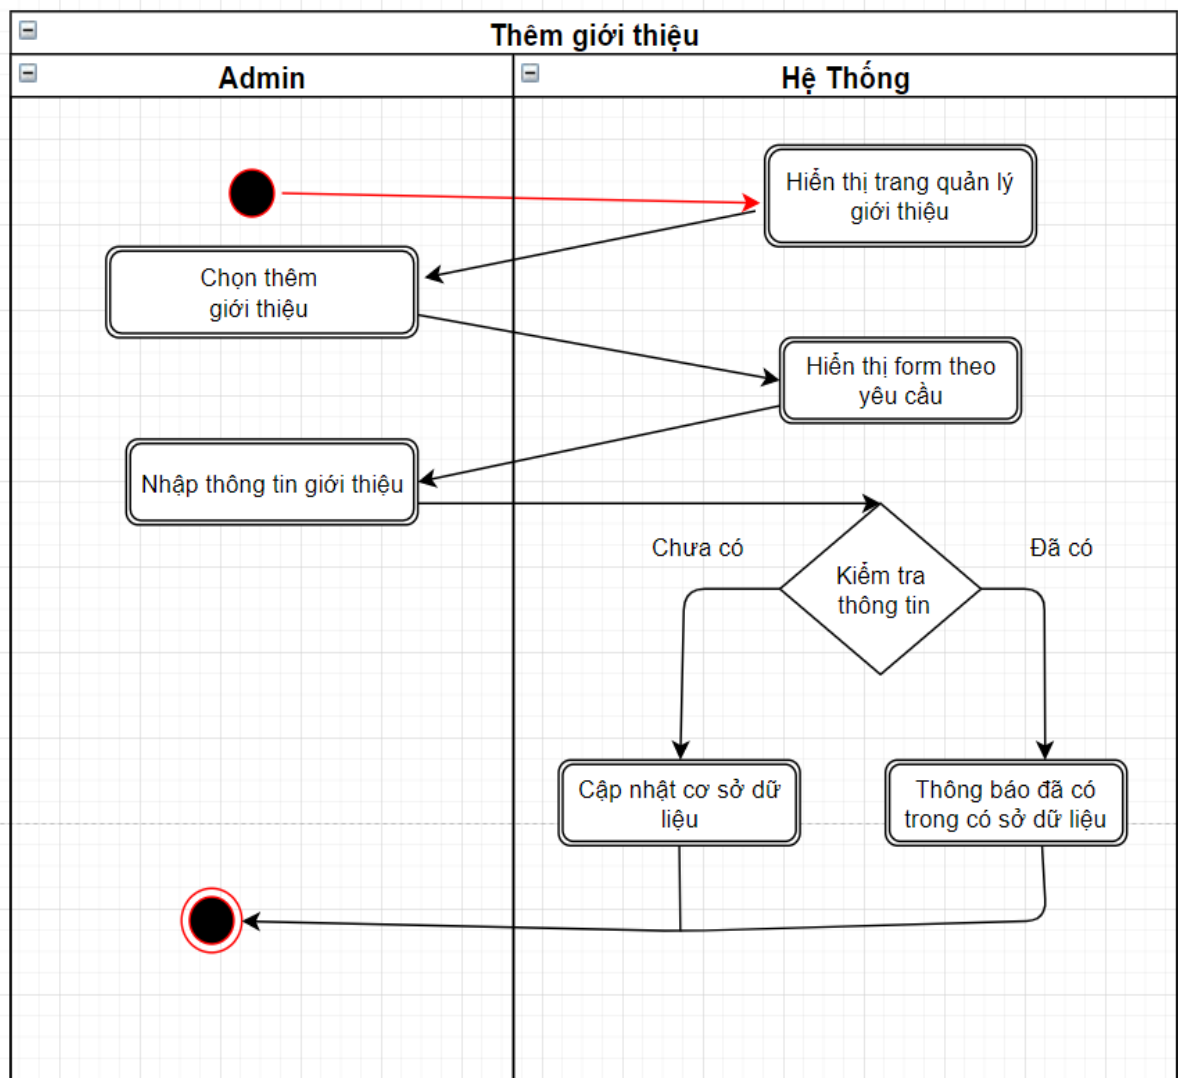 Thêm giới thiệu
Admin
Hệ Thống
Hiển thị trang quản lý
giới thiệu
Chọn thêm
giới thiệu
Hiển thị form theo
yêu cầu
Nhập thông tin giới thiệu
Chưa có
Đã có
Kiểm tra
thông tin
Cập nhật cơ sở dữ
liệu
Thông báo đã có
trong có sở dữ liệu